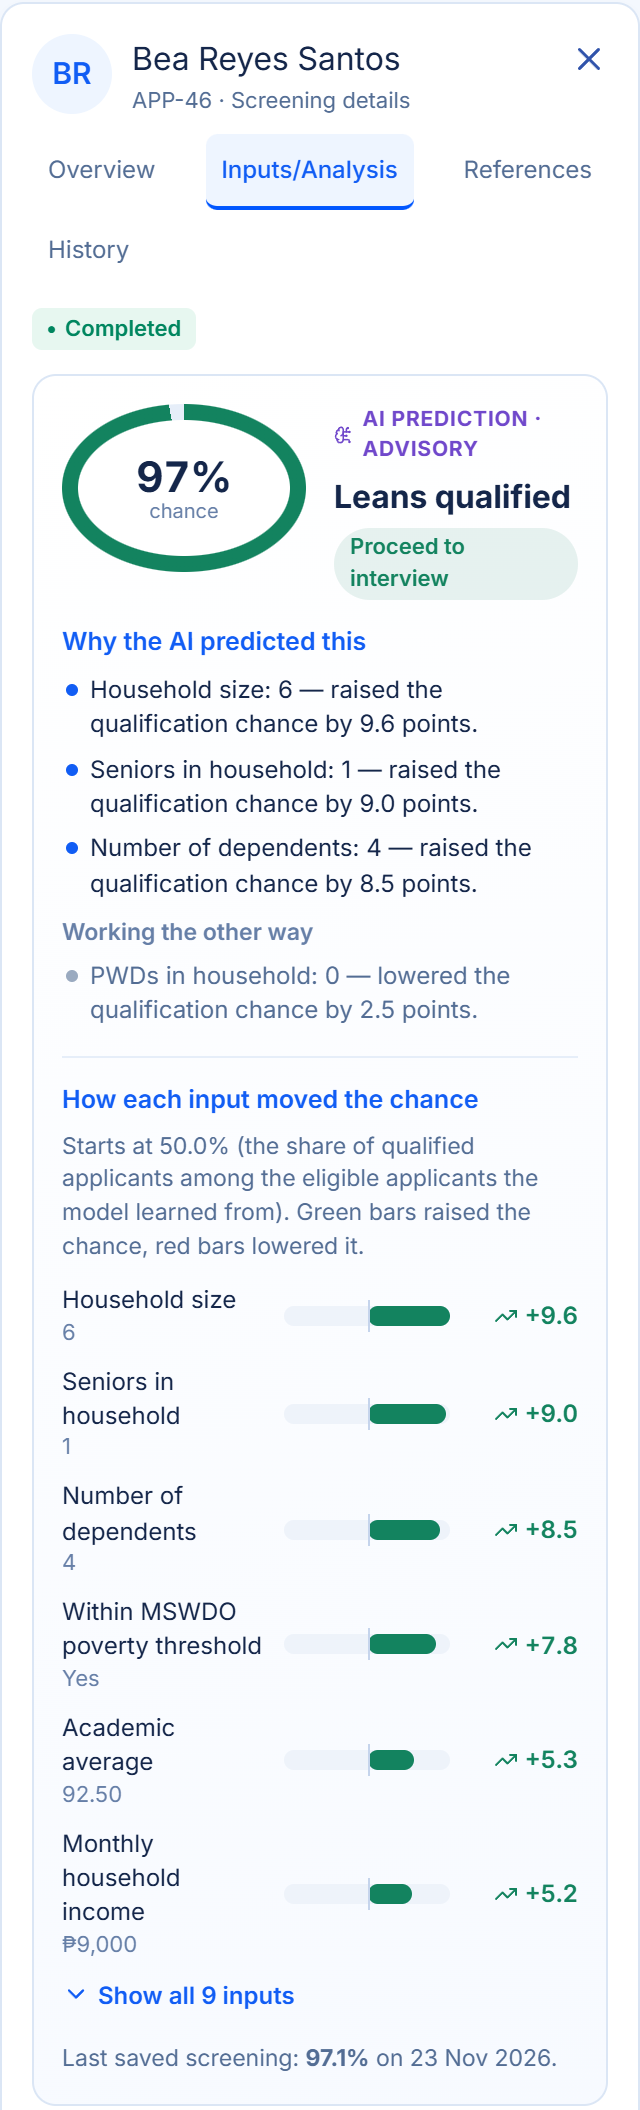 BR
Bea Reyes Santos
APP-46 · Screening details
Overview
Inputs/Analysis
References
History
• Completed
97%
chance
AI PREDICTION ·
ADVISORY
Leans qualified
Proceed to
interview
Why the AI predicted this
Household size: 6 — raised the
qualification chance by 9.6 points.
Seniors in household: 1 — raised the
qualification chance by 9.0 points.
Number of dependents: 4 — raised the
qualification chance by 8.5 points.
Working the other way
PWDs in household: 0 — lowered the
qualification chance by 2.5 points.
How each input moved the chance
Starts at 50.0% (the share of qualified
applicants among the eligible applicants the
model learned from). Green bars raised the
chance, red bars lowered it.
Household size
6
+9.6
Seniors in
household
1
+9.0
Number of
dependents
4
+8.5
Within MSWDO
poverty threshold
Yes
+7.8
Academic
average
92.50
+5.3
Monthly
household
income
₱9,000
+5.2
Show all 9 inputs
Last saved screening: 97.1% on 23 Nov 2026.